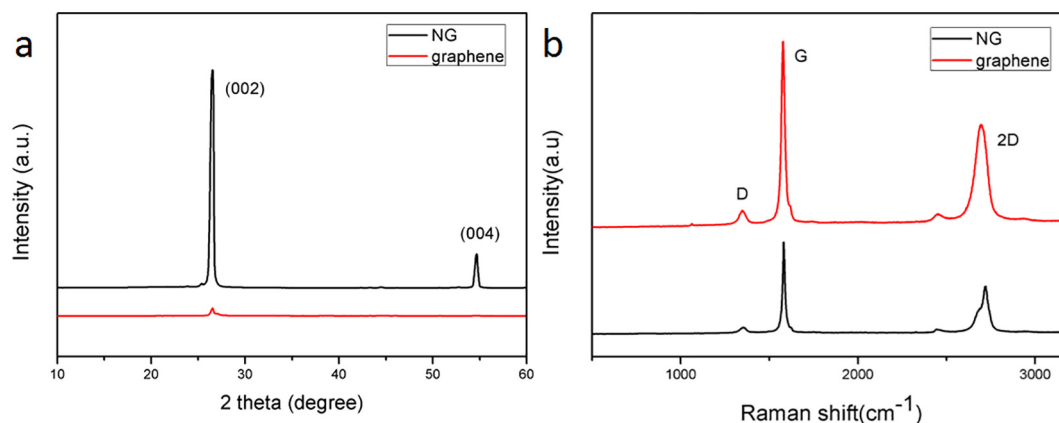 a
NG
graphene
(002)
(004)
Intensity (a.u.)
10
20
30
40
50
60
2 theta (degree)
b
NG
graphene
G
D
2D
Intensity(a.u)
1000
2000
3000
Raman shift(cm⁻¹)